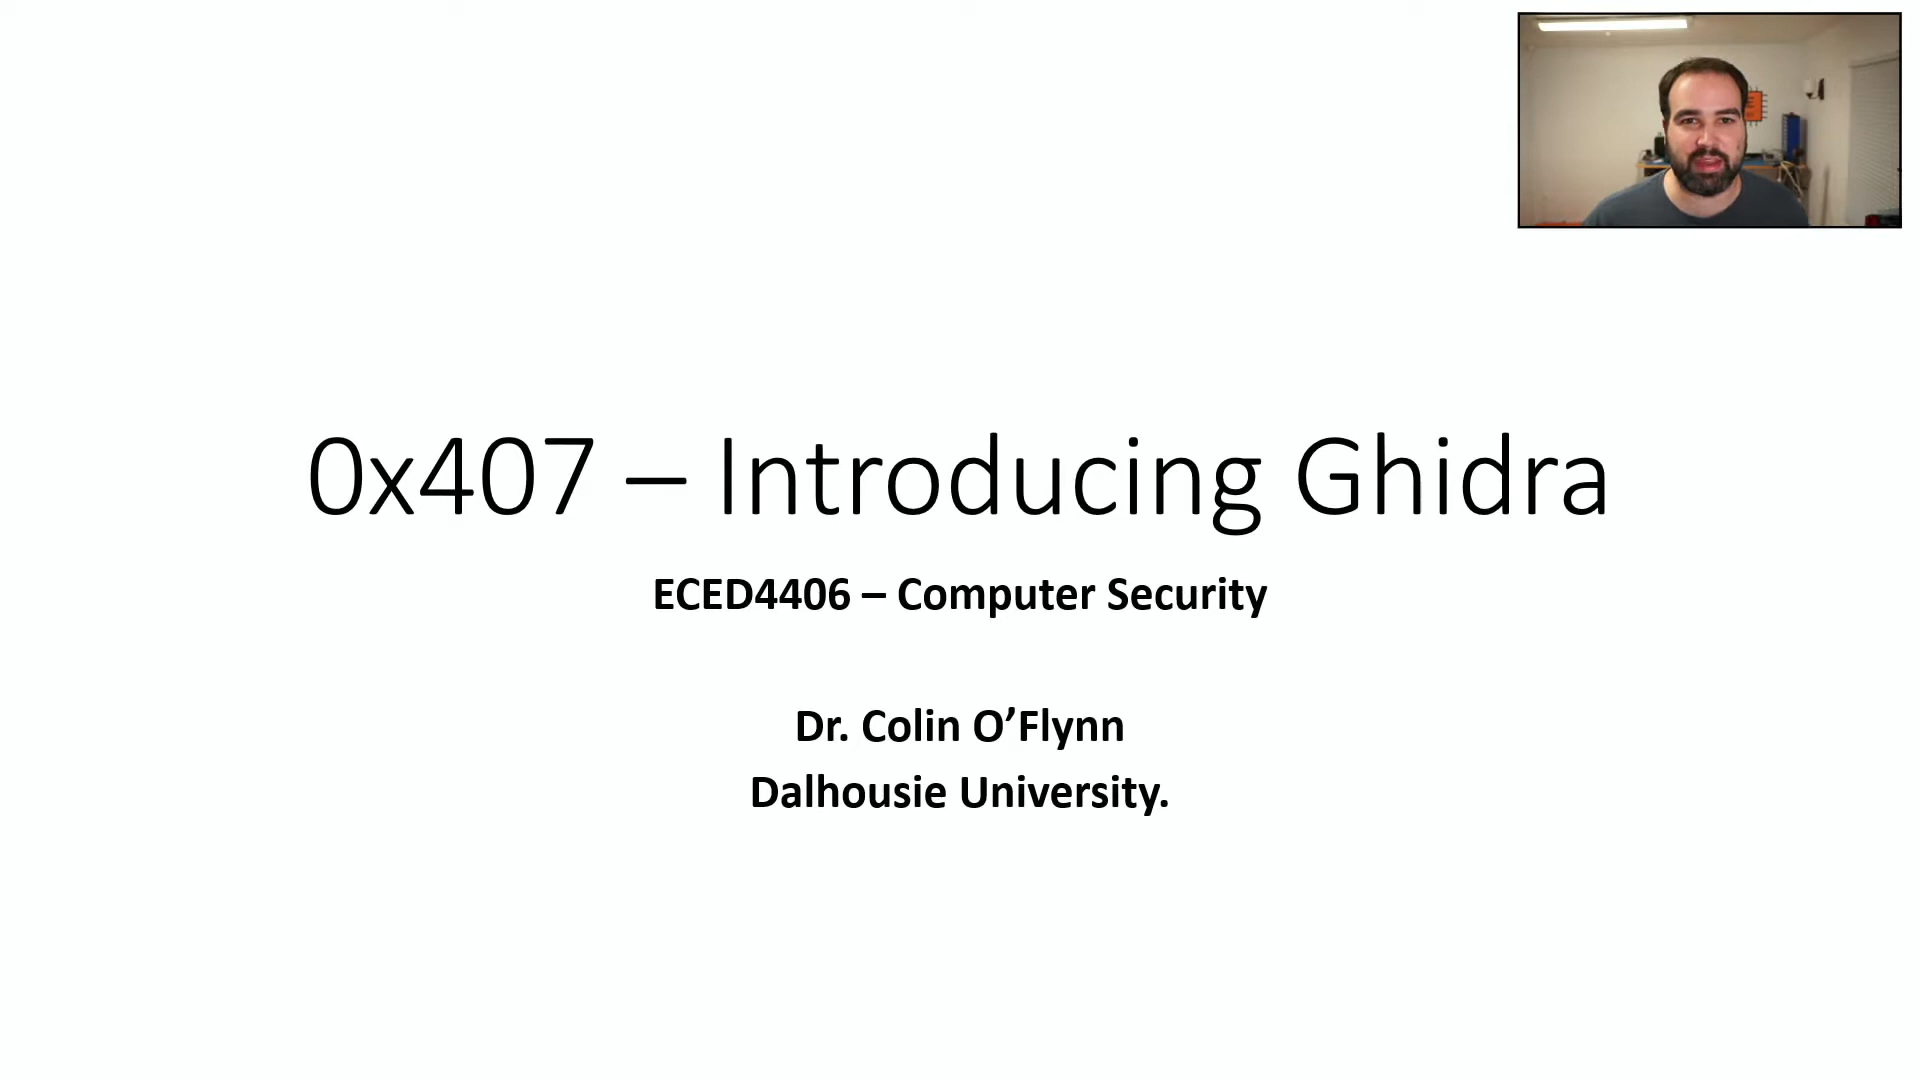 0x407 – Introducing Ghidra
ECED4406 – Computer Security
Dr. Colin O’Flynn
Dalhousie University.